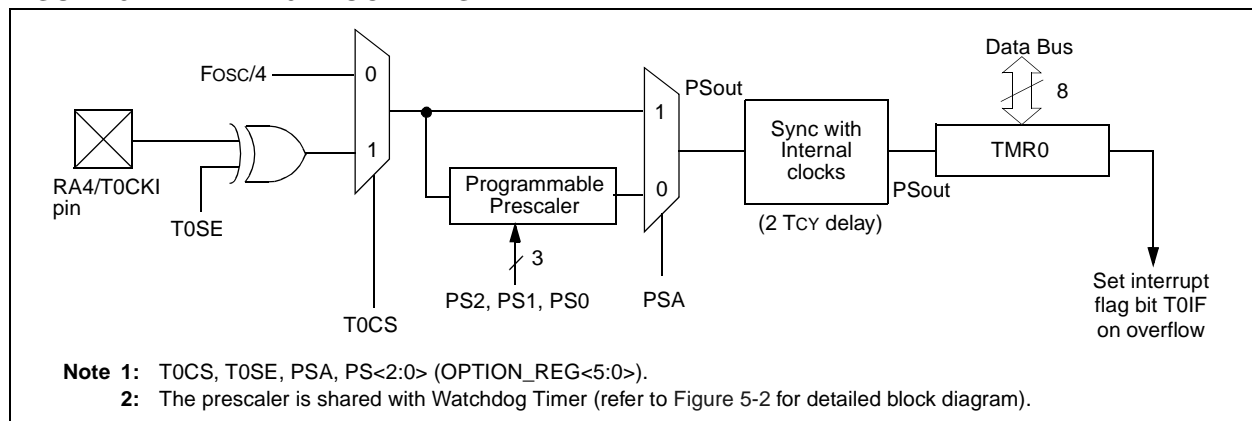 Data Bus
FOSC/4
0
8
PSout
1
1
Sync with
Internal
clocks
TMR0
RA4/T0CKI
pin
Programmable
Prescaler
0
PSout
T0SE
(2 TCY delay)
3
PS2, PS1, PS0
PSA
T0CS
Set interrupt
flag bit T0IF
on overflow
Note 1: T0CS, T0SE, PSA, PS<2:0> (OPTION_REG<5:0>).
2: The prescaler is shared with Watchdog Timer (refer to Figure 5-2 for detailed block diagram).